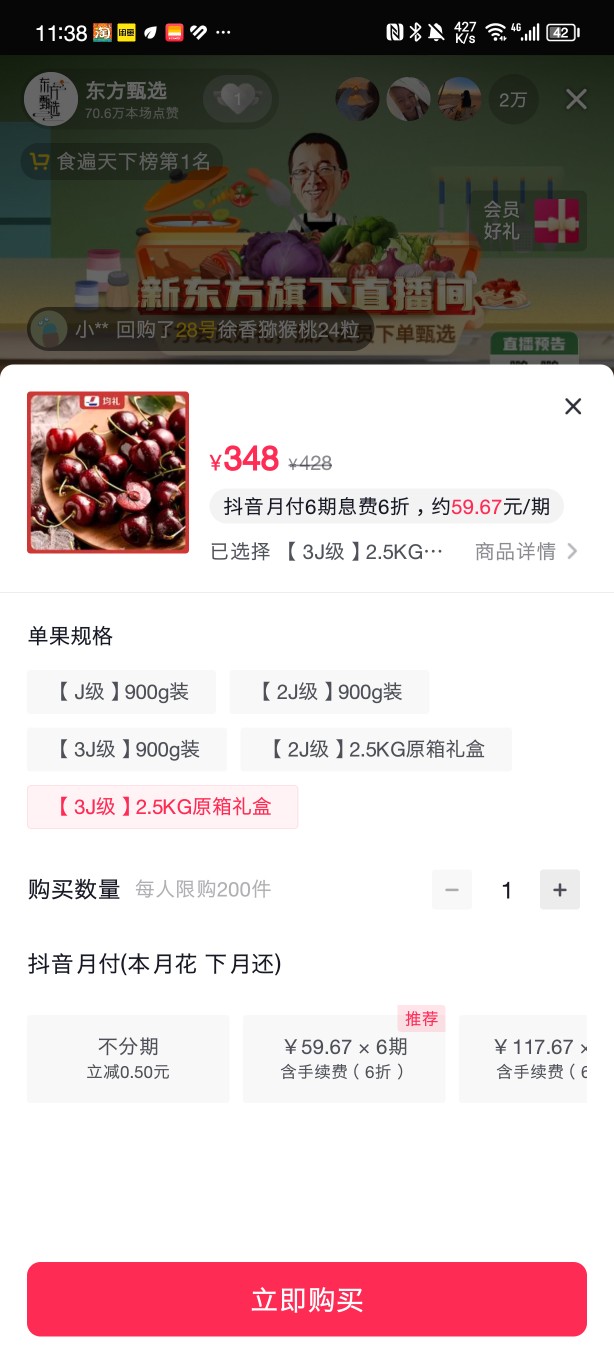 11:38 淘 闲鱼 ··· 427 K/s 4G 42
东方甄选
70.6万本场点赞
1
2万
食遍天下榜第1名
会员
好礼
新东方旗下直播间
小** 回购了28号徐香猕猴桃24粒
员下单甄选
直播预告
均礼
¥348 ¥428
抖音月付6期息费6折，约59.67元/期
已选择 【3J级】2.5KG··· 商品详情
单果规格
【J级】900g装
【2J级】900g装
【3J级】900g装
【2J级】2.5KG原箱礼盒
【3J级】2.5KG原箱礼盒
购买数量 每人限购200件 − 1 +
抖音月付(本月花 下月还)
推荐
不分期
立减0.50元
￥59.67 × 6期
含手续费（6折）
￥117.67 ×
含手续费（6
立即购买